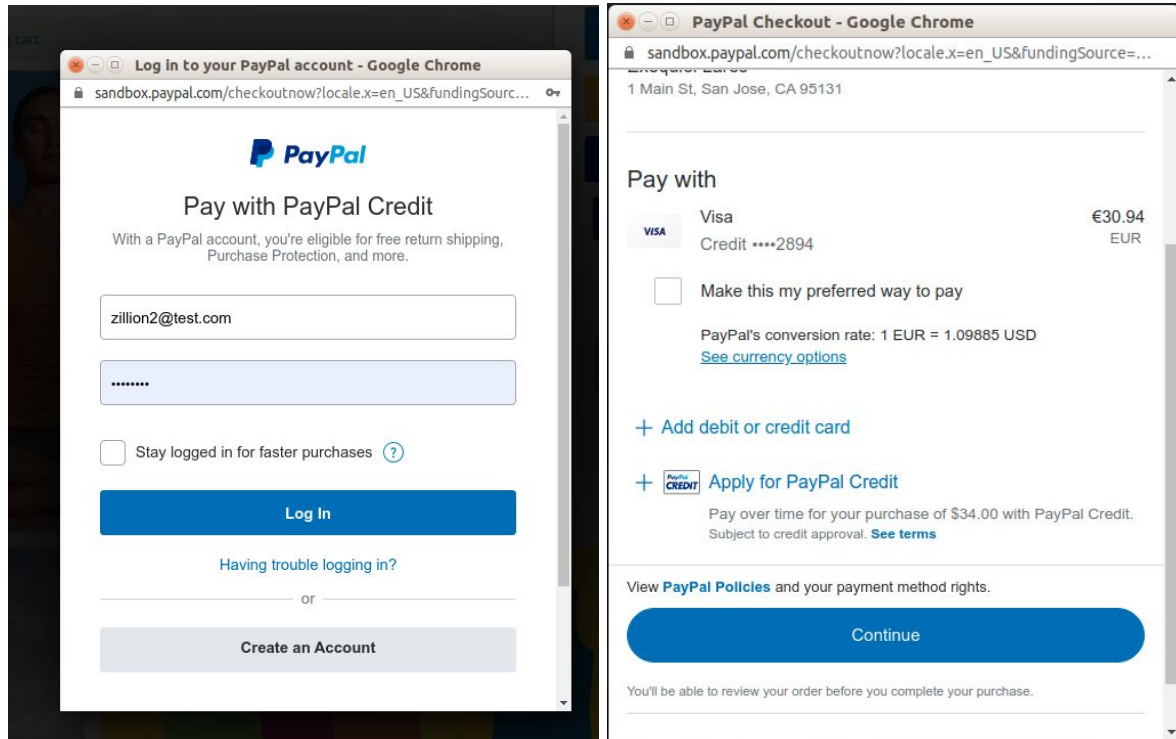 cart.
Log in to your PayPal account - Google Chrome
sandbox.paypal.com/checkoutnow?locale.x=en_US&fundingSourc...
PayPal
Pay with PayPal Credit
With a PayPal account, you're eligible for free return shipping,
Purchase Protection, and more.
zillion2@test.com
••••••••
Stay logged in for faster purchases ?
Log In
Having trouble logging in?
or
Create an Account
PayPal Checkout - Google Chrome
sandbox.paypal.com/checkoutnow?locale.x=en_US&fundingSource=...
1 Main St, San Jose, CA 95131
Pay with
VISA
Visa €30.94
Credit ••••2894 EUR
Make this my preferred way to pay
PayPal's conversion rate: 1 EUR = 1.09885 USD
See currency options
+ Add debit or credit card
+ PayPal CREDIT Apply for PayPal Credit
Pay over time for your purchase of $34.00 with PayPal Credit.
Subject to credit approval. See terms
View PayPal Policies and your payment method rights.
Continue
You'll be able to review your order before you complete your purchase.